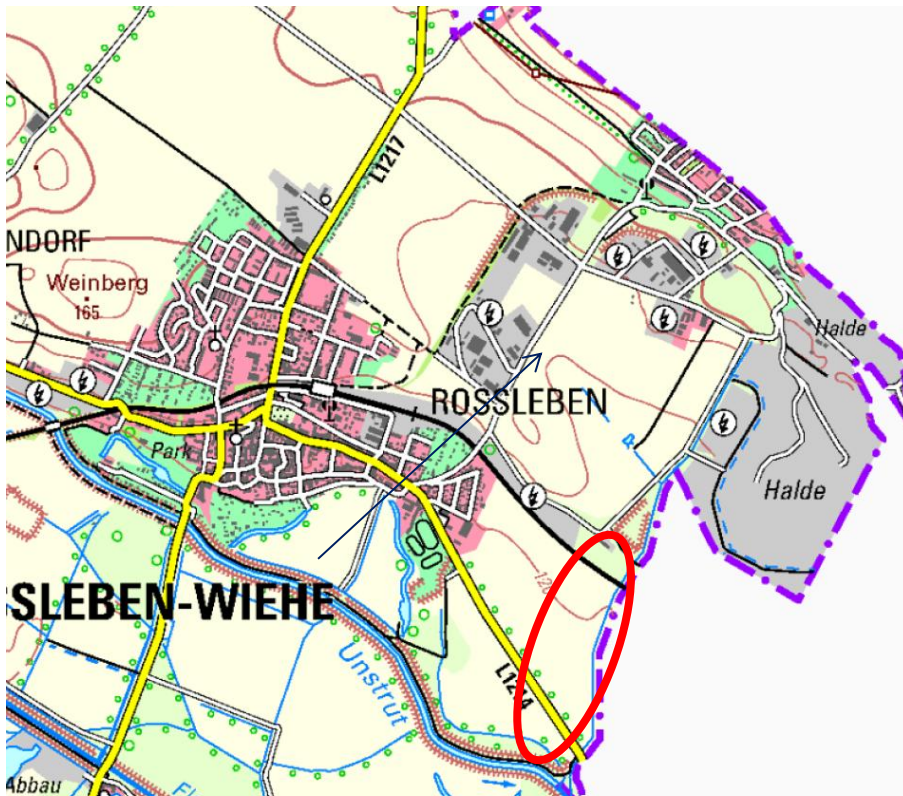 L1217
NDORF
Weinberg
165
Halde
ROSSLEBEN
Park
Halde
SLEBEN-WIEHE
Unstrut
L1214
Abbau